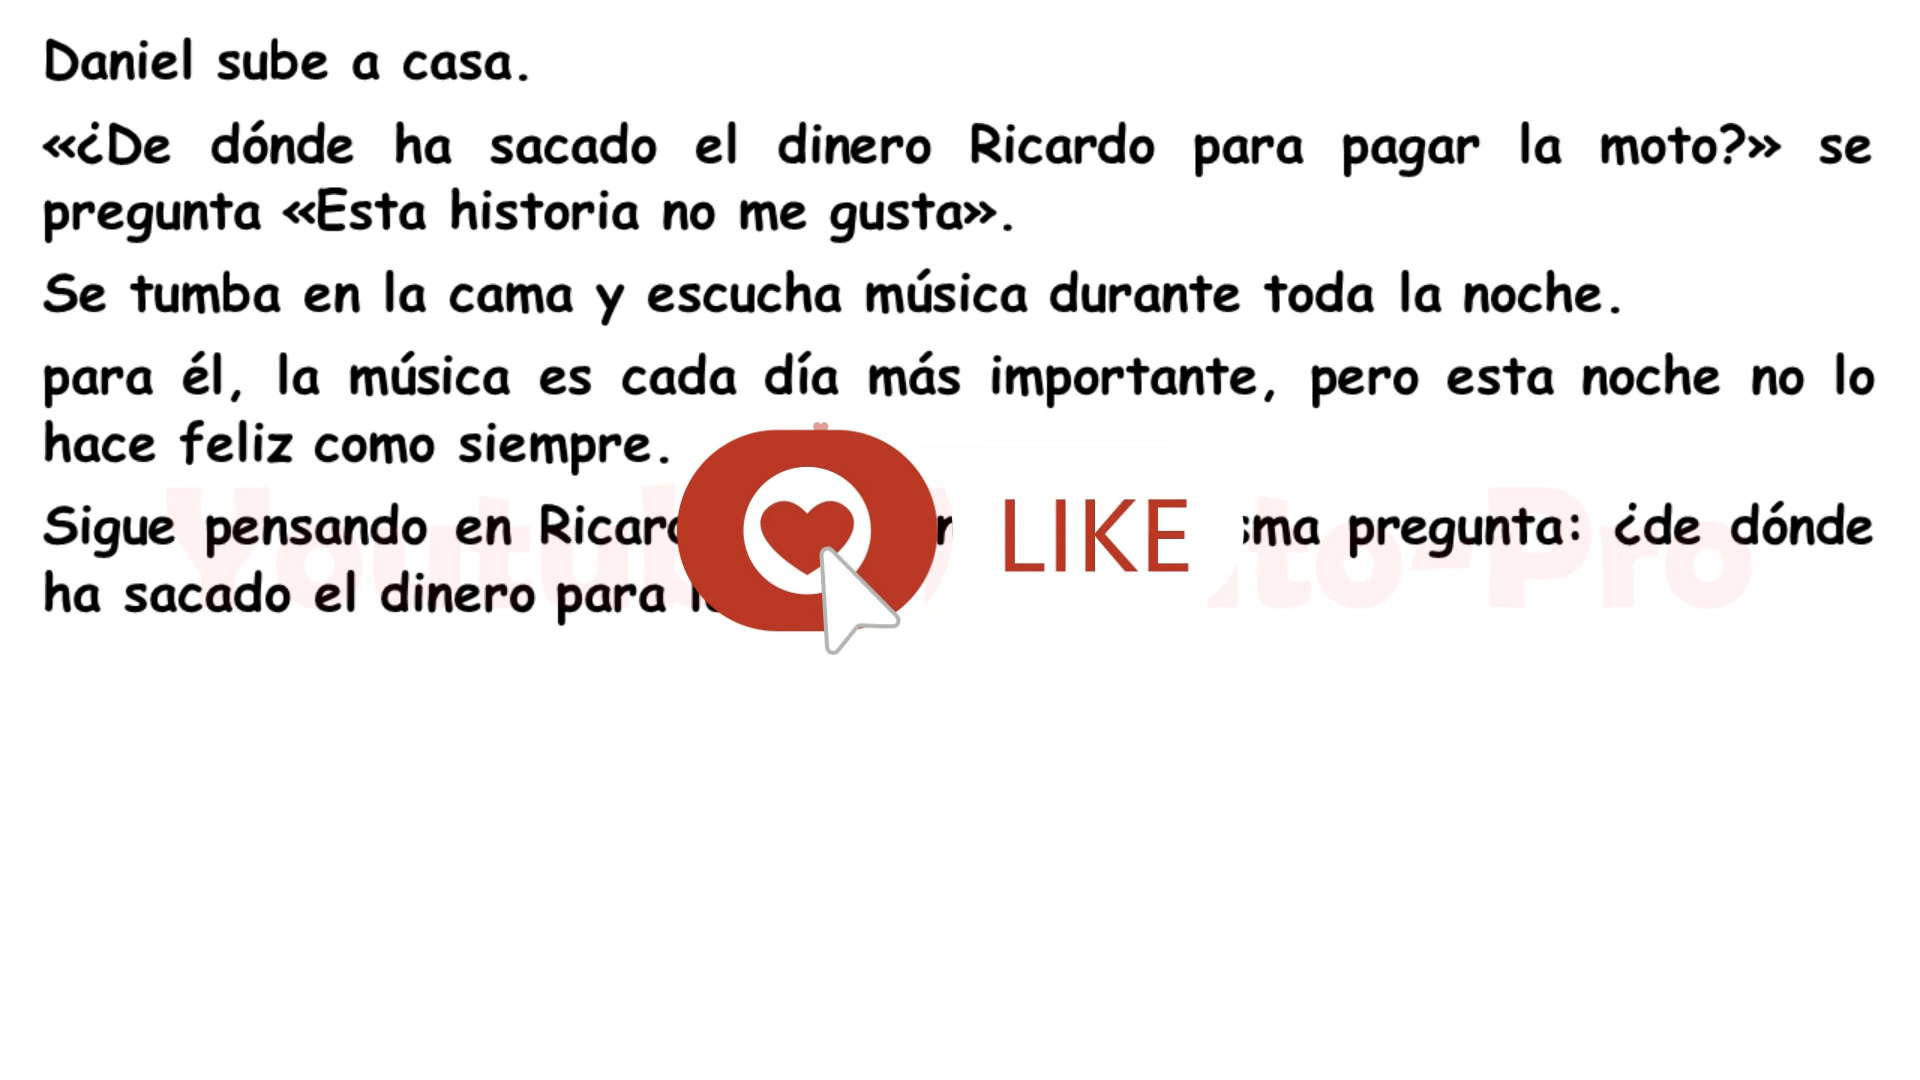 Daniel sube a casa.
«¿De dónde ha sacado el dinero Ricardo para pagar la moto?» se
pregunta «Esta historia no me gusta».
Se tumba en la cama y escucha música durante toda la noche.
para él, la música es cada día más importante, pero esta noche no lo
hace feliz como siempre.
Sigue pensando en pregunta: ¿de dónde
ha sacado el dinero para
LIKE